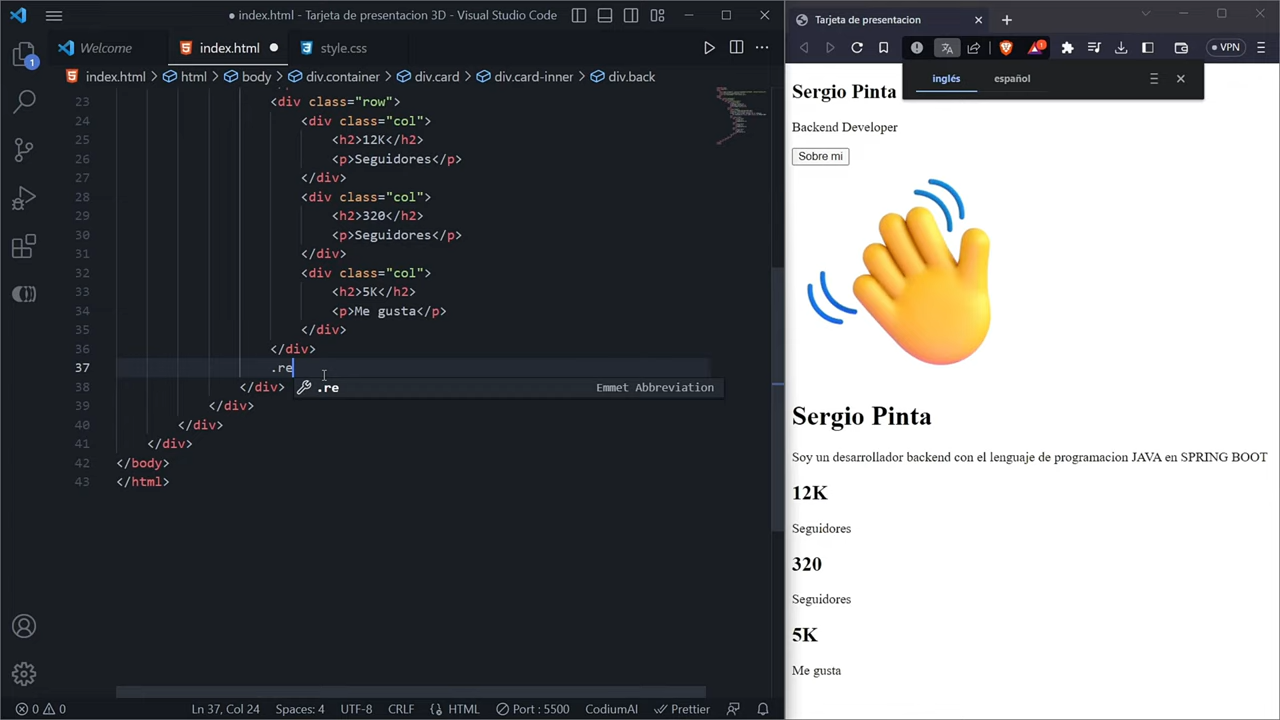 index.html - Tarjeta de presentacion 3D - Visual Studio Code
Welcome
index.html
style.css
index.html > html > body > div.container > div.card > div.card-inner > div.back
23 <div class="row">
24 <div class="col">
25 <h2>12K</h2>
26 <p>Seguidores</p>
27 </div>
28 <div class="col">
29 <h2>320</h2>
30 <p>Seguidores</p>
31 </div>
32 <div class="col">
33 <h2>5K</h2>
34 <p>Me gusta</p>
35 </div>
36 </div>
37 .re
.re Emmet Abbreviation
38 </div>
39 </div>
40 </div>
41 </div>
42 </body>
43 </html>
1
0 0 Ln 37, Col 24 Spaces: 4 UTF-8 CRLF HTML Port : 5500 CodiumAI Prettier
Tarjeta de presentacion
1
VPN
inglés español
Sergio Pinta
Backend Developer
Sobre mi
Sergio Pinta
Soy un desarrollador backend con el lenguaje de programacion JAVA en SPRING BOOT
12K
Seguidores
320
Seguidores
5K
Me gusta